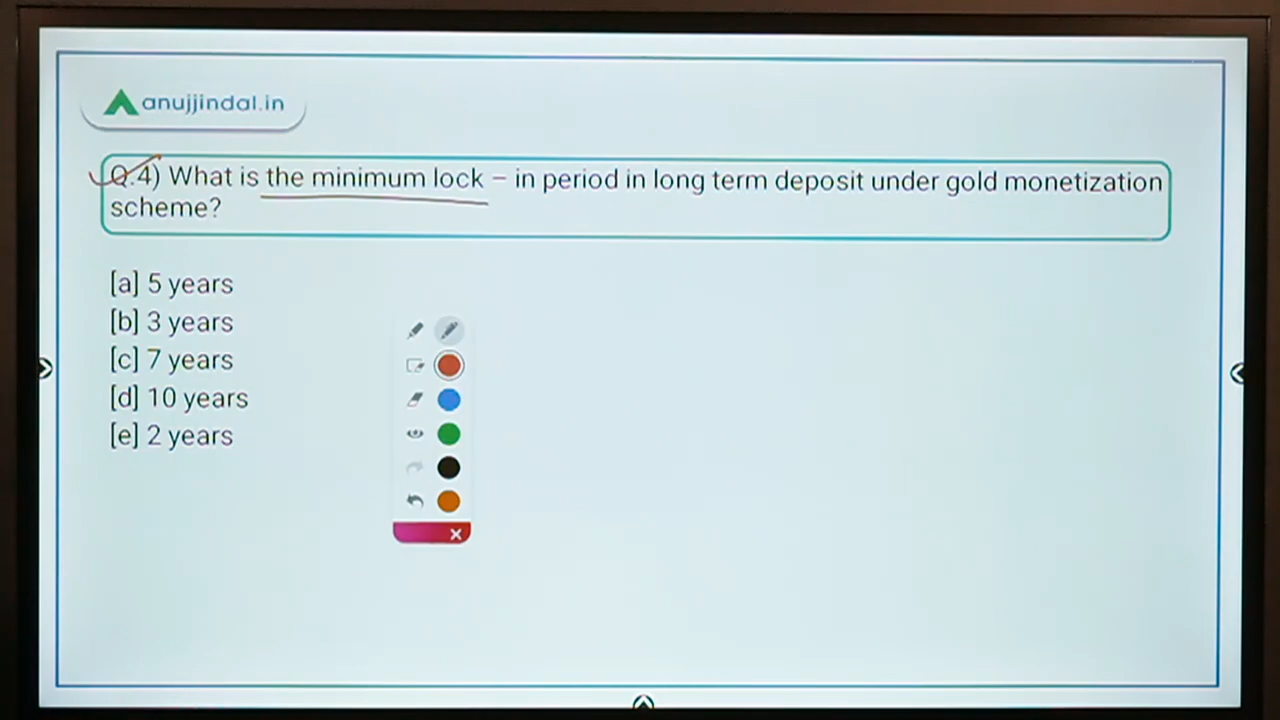 anujjindal.in
Q.4) What is the minimum lock – in period in long term deposit under gold monetization
scheme?
[a] 5 years
[b] 3 years
[c] 7 years
[d] 10 years
[e] 2 years